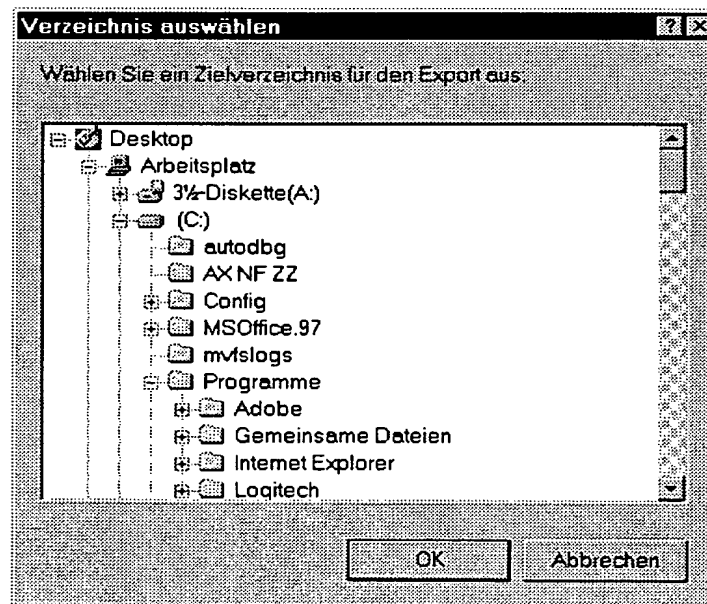 Verzeichnis auswählen
Wählen Sie ein Zielverzeichnis für den Export aus:
Desktop
Arbeitsplatz
3½-Diskette(A:)
(C:)
autodbg
AX NF ZZ
Config
MSOffice.97
mvfslogs
Programme
Adobe
Gemeinsame Dateien
Internet Explorer
Logitech
OK Abbrechen